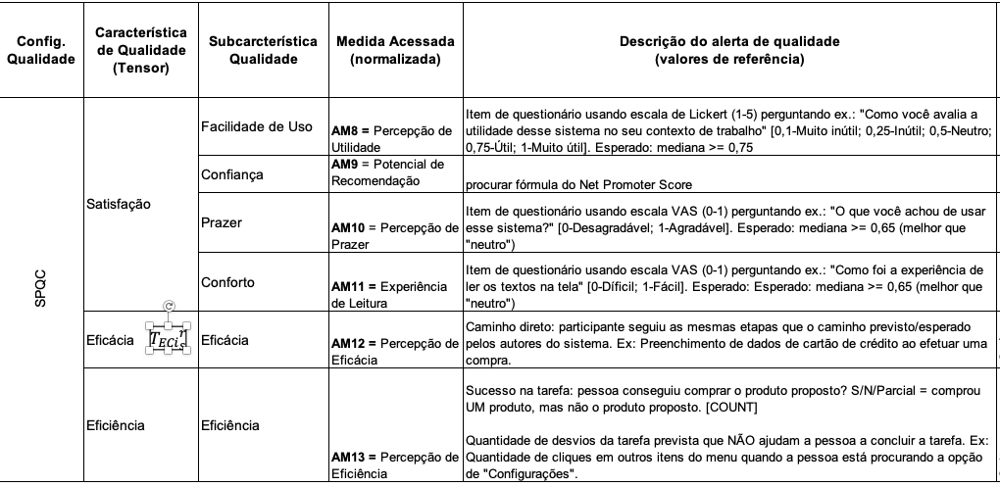 Config.
Qualidade
Característica
de Qualidade
(Tensor)
Subcarcterística
Qualidade
Medida Acessada
(normalizada)
Descrição do alerta de qualidade
(valores de referência)
SPQC
Satisfação
Facilidade de Uso
AM8 = Percepção de
Utilidade
Item de questionário usando escala de Lickert (1-5) perguntando ex.: "Como você avalia a
utilidade desse sistema no seu contexto de trabalho" [0,1-Muito inútil; 0,25-Inútil; 0,5-Neutro;
0,75-Útil; 1-Muito útil]. Esperado: mediana >= 0,75
Confiança
AM9 = Potencial de
Recomendação
procurar fórmula do Net Promoter Score
Prazer
AM10 = Percepção de
Prazer
Item de questionário usando escala VAS (0-1) perguntando ex.: "O que você achou de usar
esse sistema?" [0-Desagradável; 1-Agradável]. Esperado: mediana >= 0,65 (melhor que
"neutro")
Conforto
AM11 = Experiência
de Leitura
Item de questionário usando escala VAS (0-1) perguntando ex.: "Como foi a experiência de
ler os textos na tela" [0-Díficil; 1-Fácil]. Esperado: Esperado: mediana >= 0,65 (melhor que
"neutro")
Eficácia
Eficácia
AM12 = Percepção de
Eficácia
Caminho direto: participante seguiu as mesmas etapas que o caminho previsto/esperado
pelos autores do sistema. Ex: Preenchimento de dados de cartão de crédito ao efetuar uma
compra.
Eficiência
Eficiência
AM13 = Percepção de
Eficiência
Sucesso na tarefa: pessoa conseguiu comprar o produto proposto? S/N/Parcial = comprou
UM produto, mas não o produto proposto. [COUNT]
Quantidade de desvios da tarefa prevista que NÃO ajudam a pessoa a concluir a tarefa. Ex:
Quantidade de cliques em outros itens do menu quando a pessoa está procurando a opção
de "Configurações".